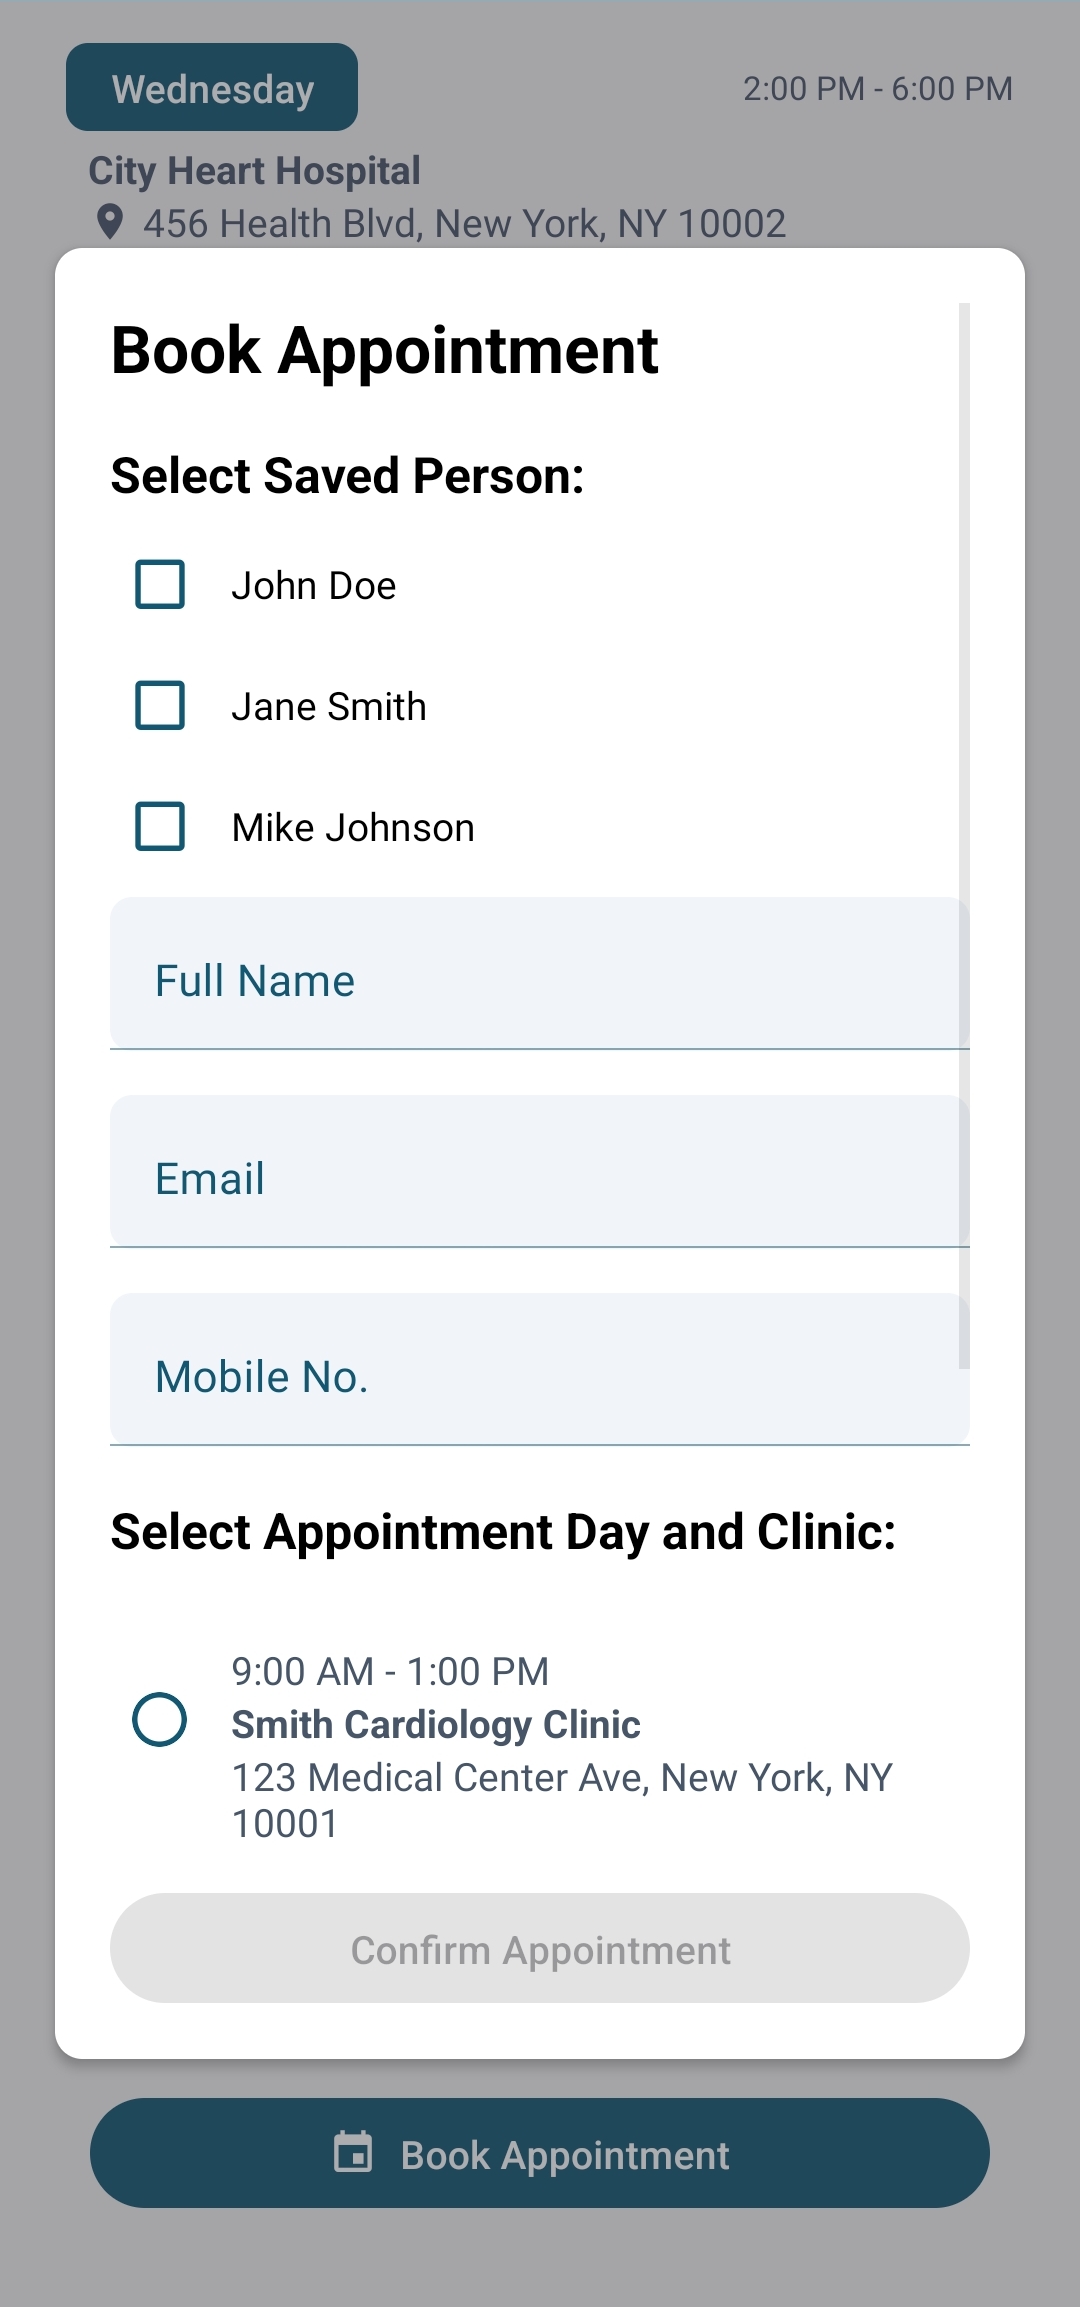 Wednesday
2:00 PM - 6:00 PM
City Heart Hospital
456 Health Blvd, New York, NY 10002
Book Appointment
Select Saved Person:
John Doe
Jane Smith
Mike Johnson
Full Name
Email
Mobile No.
Select Appointment Day and Clinic:
9:00 AM - 1:00 PM
Smith Cardiology Clinic
123 Medical Center Ave, New York, NY
10001
Confirm Appointment
Book Appointment